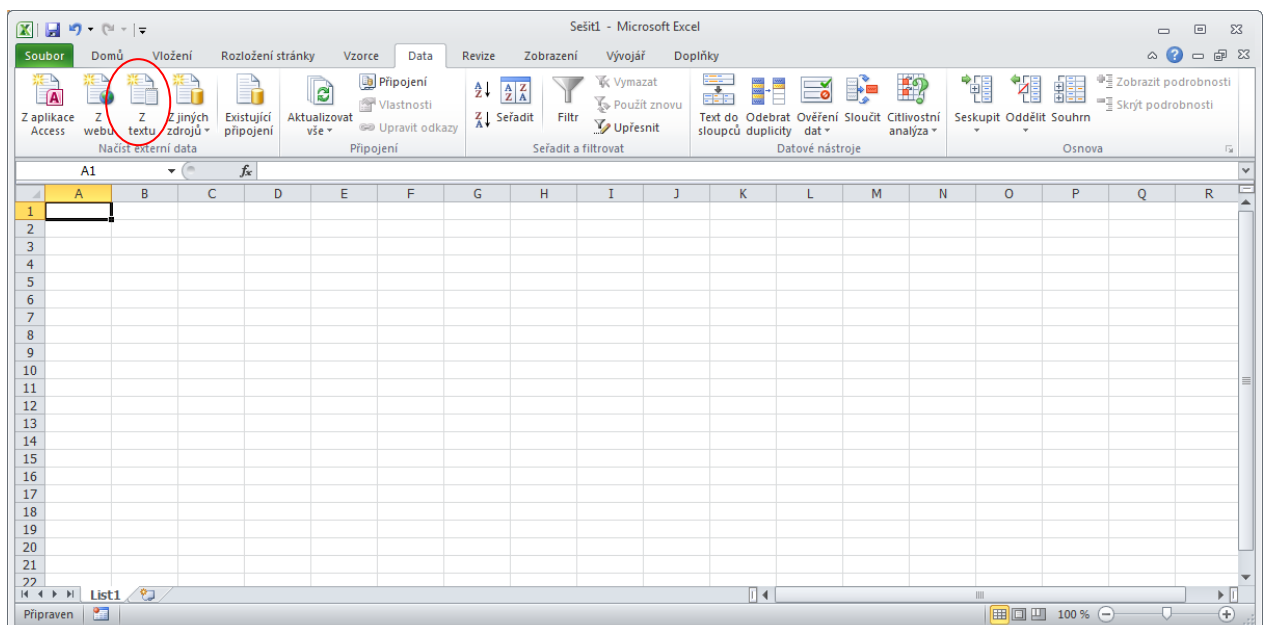 Sešit1 - Microsoft Excel
Soubor Domů Vložení Rozložení stránky Vzorce Data Revize Zobrazení Vývojář Doplňky
Z aplikace Access
Z webu
Z textu
Z jiných zdrojů
Existující připojení
Načíst externí data
Aktualizovat vše
Připojení
Vlastnosti
Upravit odkazy
Připojení
Seřadit
Filtr
Vymazat
Použít znovu
Upřesnit
Seřadit a filtrovat
Text do sloupců
Odebrat duplicity
Ověření dat
Sloučit
Citlivostní analýza
Datové nástroje
Seskupit
Oddělit
Souhrn
Zobrazit podrobnosti
Skrýt podrobnosti
Osnova
A1 fx
A B C D E F G H I J K L M N O P Q R
1
2
3
4
5
6
7
8
9
10
11
12
13
14
15
16
17
18
19
20
21
22
List1
Připraven 100 %